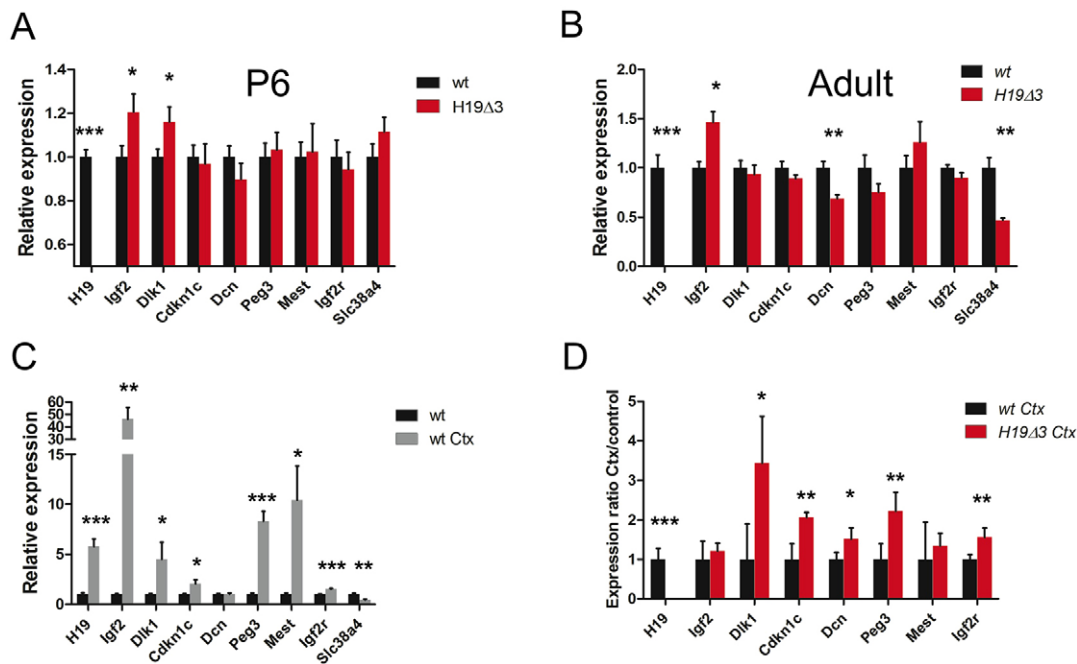 A
P6
wt
H19Δ3
Relative expression
1.4
1.2
1.0
0.8
0.6
***
*
*
H19
Igf2
Dlk1
Cdkn1c
Dcn
Peg3
Mest
Igf2r
Slc38a4
B
Adult
wt
H19Δ3
Relative expression
2.0
1.5
1.0
0.5
0.0
***
*
**
**
H19
Igf2
Dlk1
Cdkn1c
Dcn
Peg3
Mest
Igf2r
Slc38a4
C
wt
wt Ctx
Relative expression
60
50
40
30
15
10
5
0
***
**
*
*
***
*
***
**
H19
Igf2
Dlk1
Cdkn1c
Dcn
Peg3
Mest
Igf2r
Slc38a4
D
wt Ctx
H19Δ3 Ctx
Expression ratio Ctx/control
5
4
3
2
1
0
***
*
**
*
**
**
H19
Igf2
Dlk1
Cdkn1c
Dcn
Peg3
Mest
Igf2r